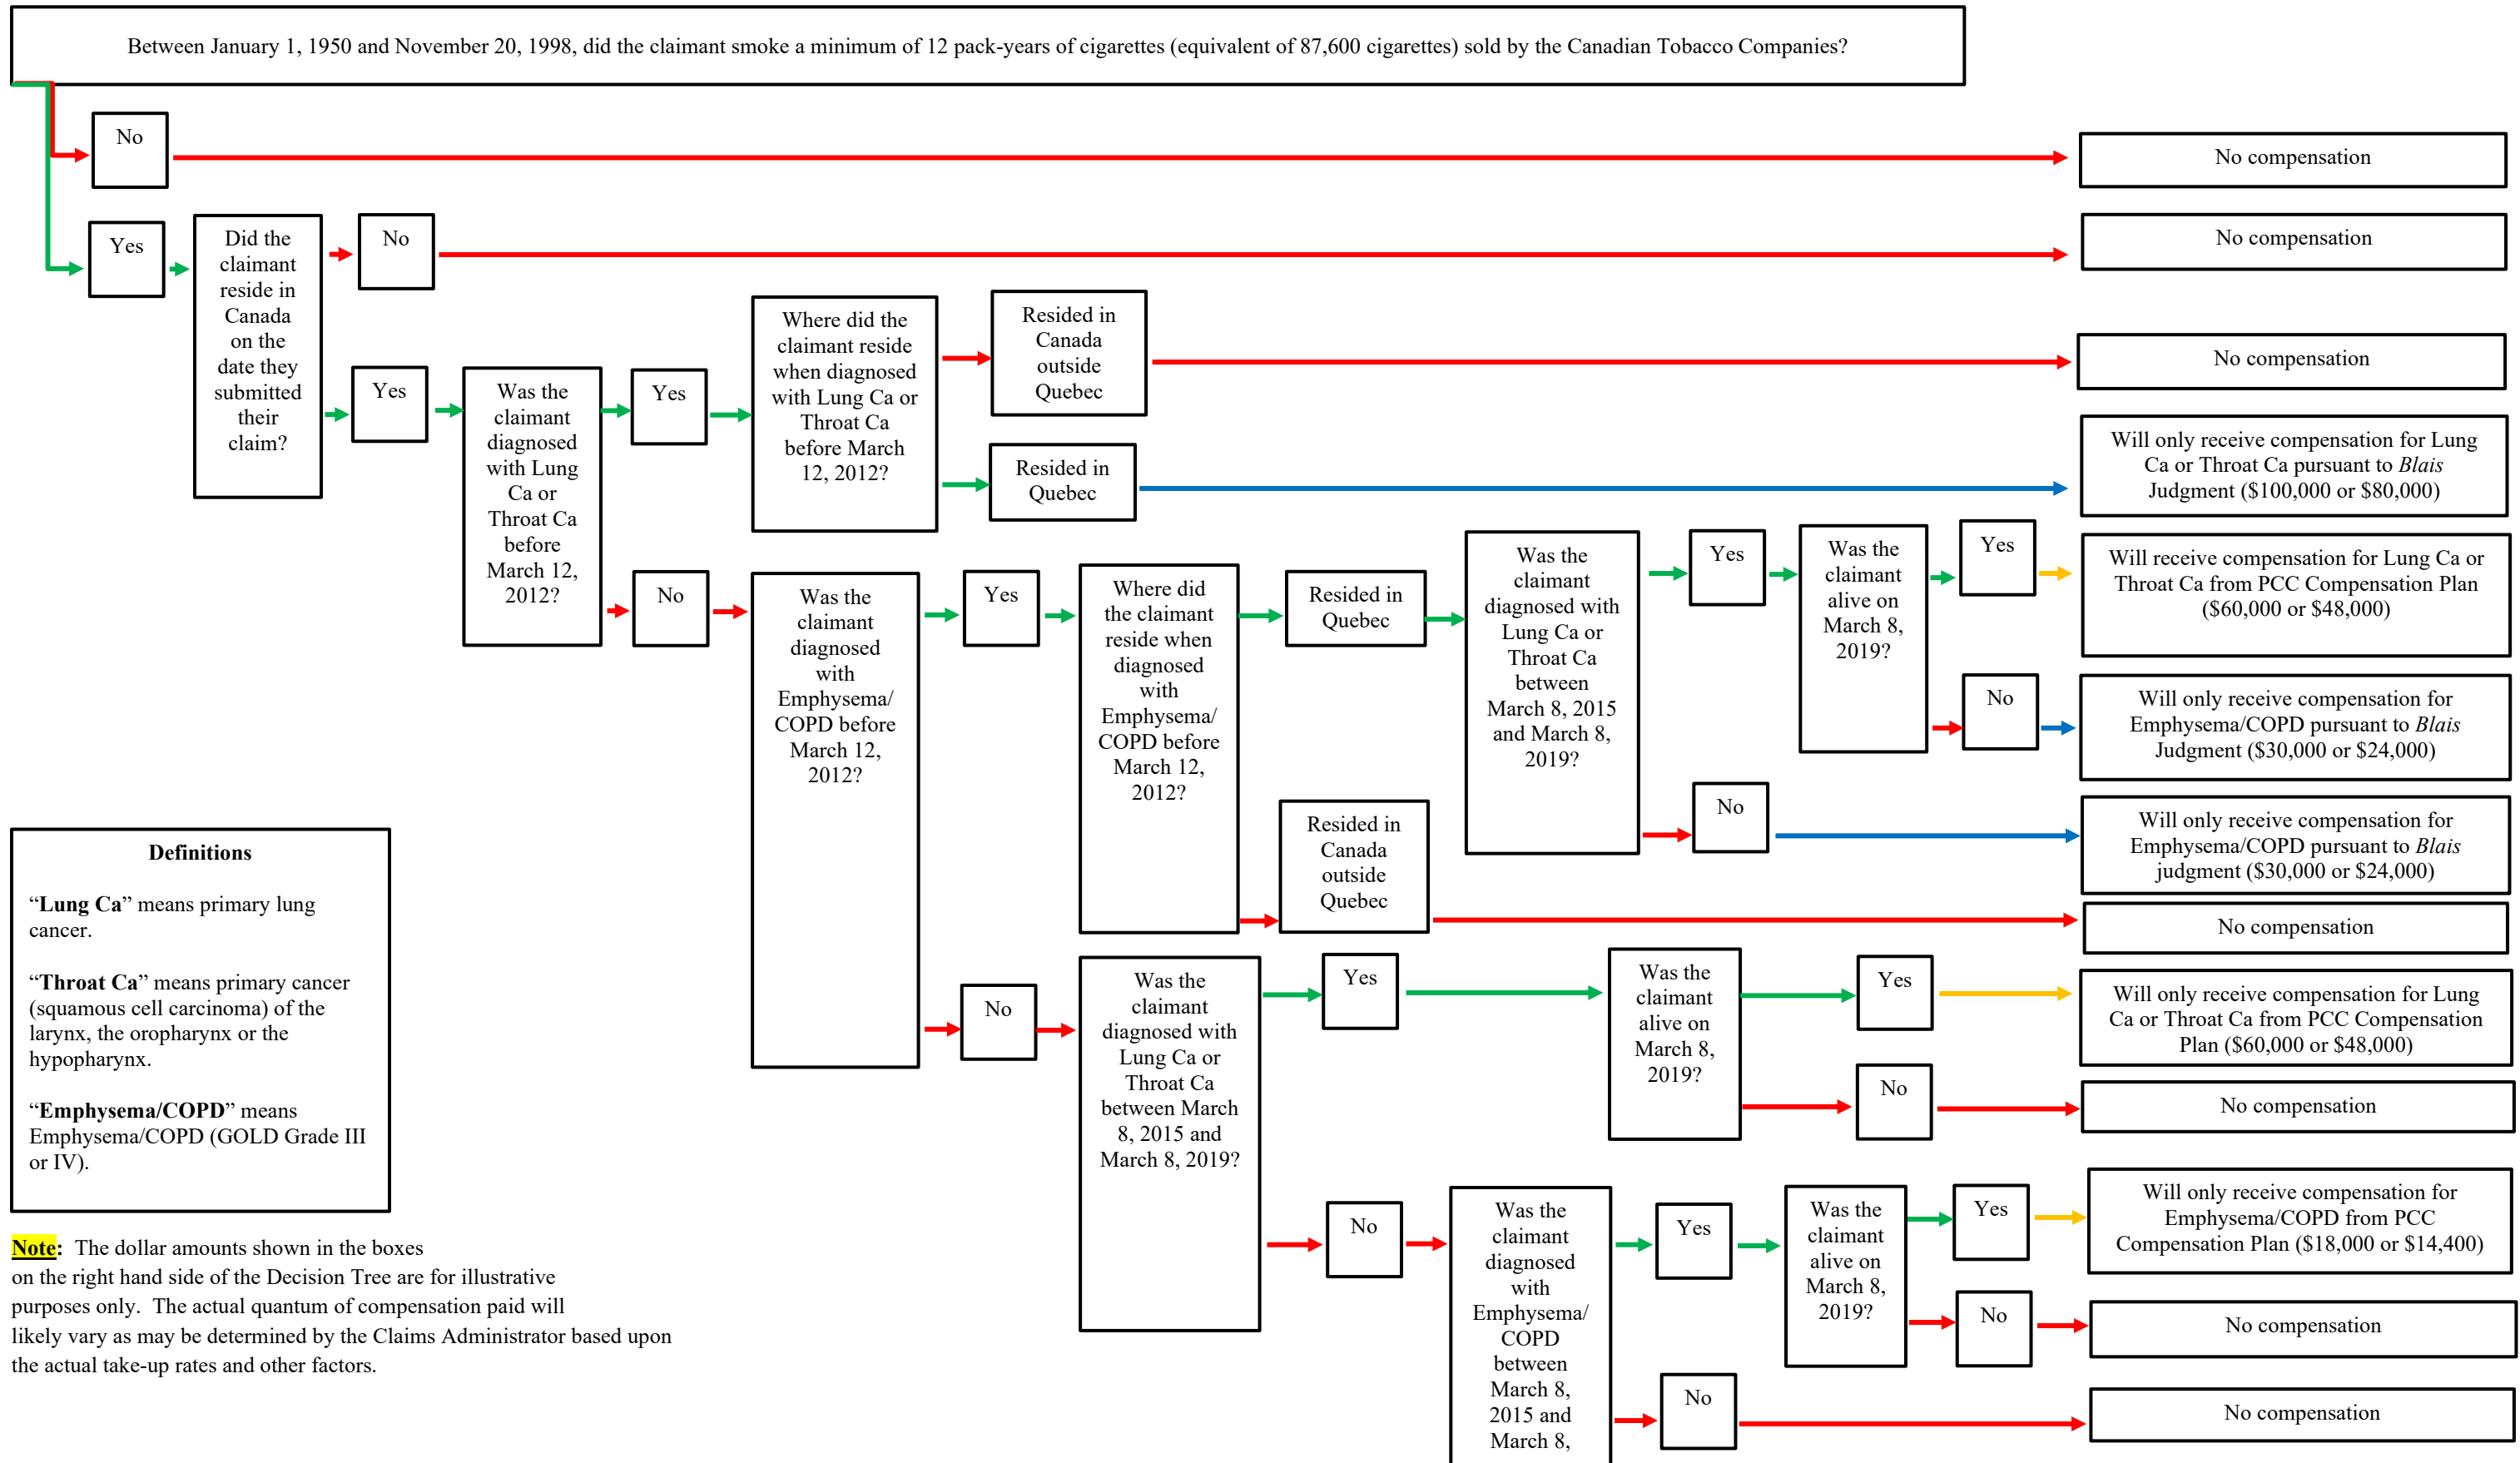 Between January 1, 1950 and November 20, 1998, did the claimant smoke a minimum of 12 pack-years of cigarettes (equivalent of 87,600 cigarettes) sold by the Canadian Tobacco Companies?
No
No compensation
Yes
Did the
claimant
reside in
Canada
on the
date they
submitted
their
claim?
No
No compensation
Yes
Was the
claimant
diagnosed
with Lung
Ca or
Throat Ca
before
March 12,
2012?
Yes
Where did the
claimant reside
when diagnosed
with Lung Ca or
Throat Ca
before March
12, 2012?
Resided in
Canada
outside
Quebec
No compensation
Resided in
Quebec
Will only receive compensation for Lung
Ca or Throat Ca pursuant to Blais
Judgment ($100,000 or $80,000)
No
Was the
claimant
diagnosed
with
Emphysema/
COPD before
March 12,
2012?
Yes
Where did
the claimant
reside when
diagnosed
with
Emphysema/
COPD before
March 12,
2012?
Resided in
Quebec
Was the
claimant
diagnosed with
Lung Ca or
Throat Ca
between
March 8, 2015
and March 8,
2019?
Yes
Was the
claimant
alive on
March 8,
2019?
Yes
Will receive compensation for Lung Ca or
Throat Ca from PCC Compensation Plan
($60,000 or $48,000)
No
Will only receive compensation for
Emphysema/COPD pursuant to Blais
Judgment ($30,000 or $24,000)
No
Will only receive compensation for
Emphysema/COPD pursuant to Blais
judgment ($30,000 or $24,000)
Resided in
Canada
outside
Quebec
No compensation
No
Was the
claimant
diagnosed with
Lung Ca or
Throat Ca
between March
8, 2015 and
March 8, 2019?
Yes
Was the
claimant
alive on
March 8,
2019?
Yes
Will only receive compensation for Lung
Ca or Throat Ca from PCC Compensation
Plan ($60,000 or $48,000)
No
No compensation
No
Was the
claimant
diagnosed
with
Emphysema/
COPD
between
March 8,
2015 and
March 8,
Yes
Was the
claimant
alive on
March 8,
2019?
Yes
Will only receive compensation for
Emphysema/COPD from PCC
Compensation Plan ($18,000 or $14,400)
No
No compensation
No
No compensation
Definitions
“Lung Ca” means primary lung
cancer.
“Throat Ca” means primary cancer
(squamous cell carcinoma) of the
larynx, the oropharynx or the
hypopharynx.
“Emphysema/COPD” means
Emphysema/COPD (GOLD Grade III
or IV).
Note: The dollar amounts shown in the boxes
on the right hand side of the Decision Tree are for illustrative
purposes only. The actual quantum of compensation paid will
likely vary as may be determined by the Claims Administrator based upon
the actual take-up rates and other factors.